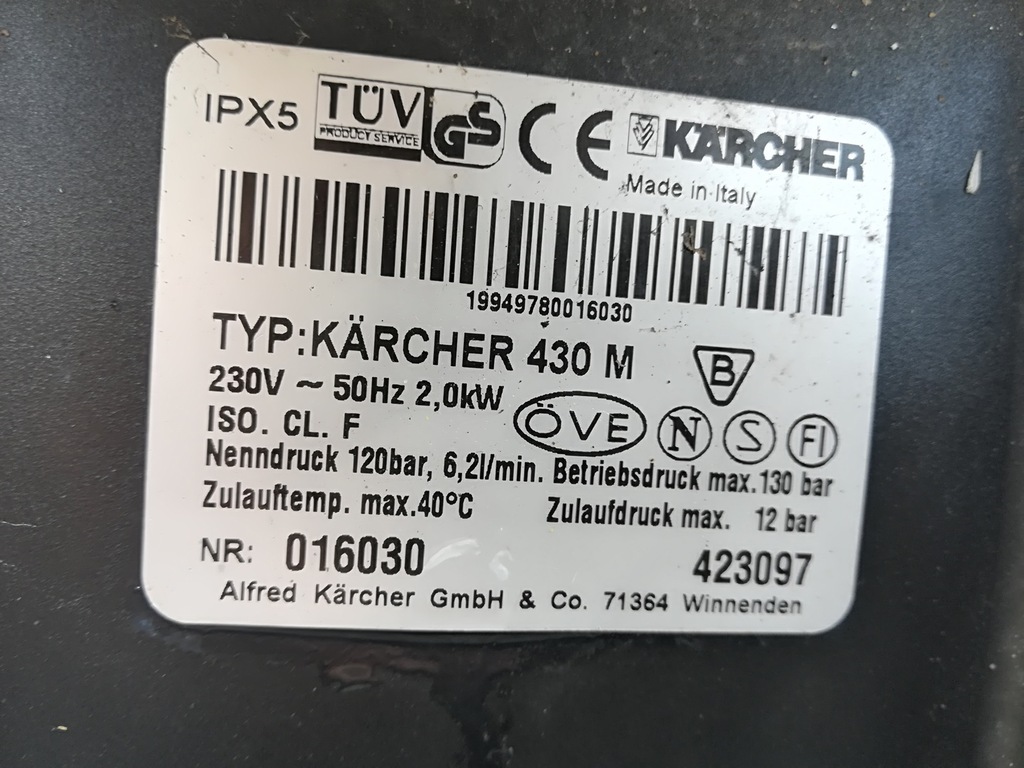 IPX5 TÜV PRODUCT SERVICE GS CE KÄRCHER
Made in Italy
19949780016030
TYP:KÄRCHER 430 M B
230V ~ 50Hz 2,0kW
ISO. CL. F ÖVE N S FI
Nenndruck 120bar, 6,2l/min. Betriebsdruck max. 130 bar
Zulauftemp. max.40°C Zulaufdruck max. 12 bar
NR: 016030 423097
Alfred Kärcher GmbH & Co. 71364 Winnenden